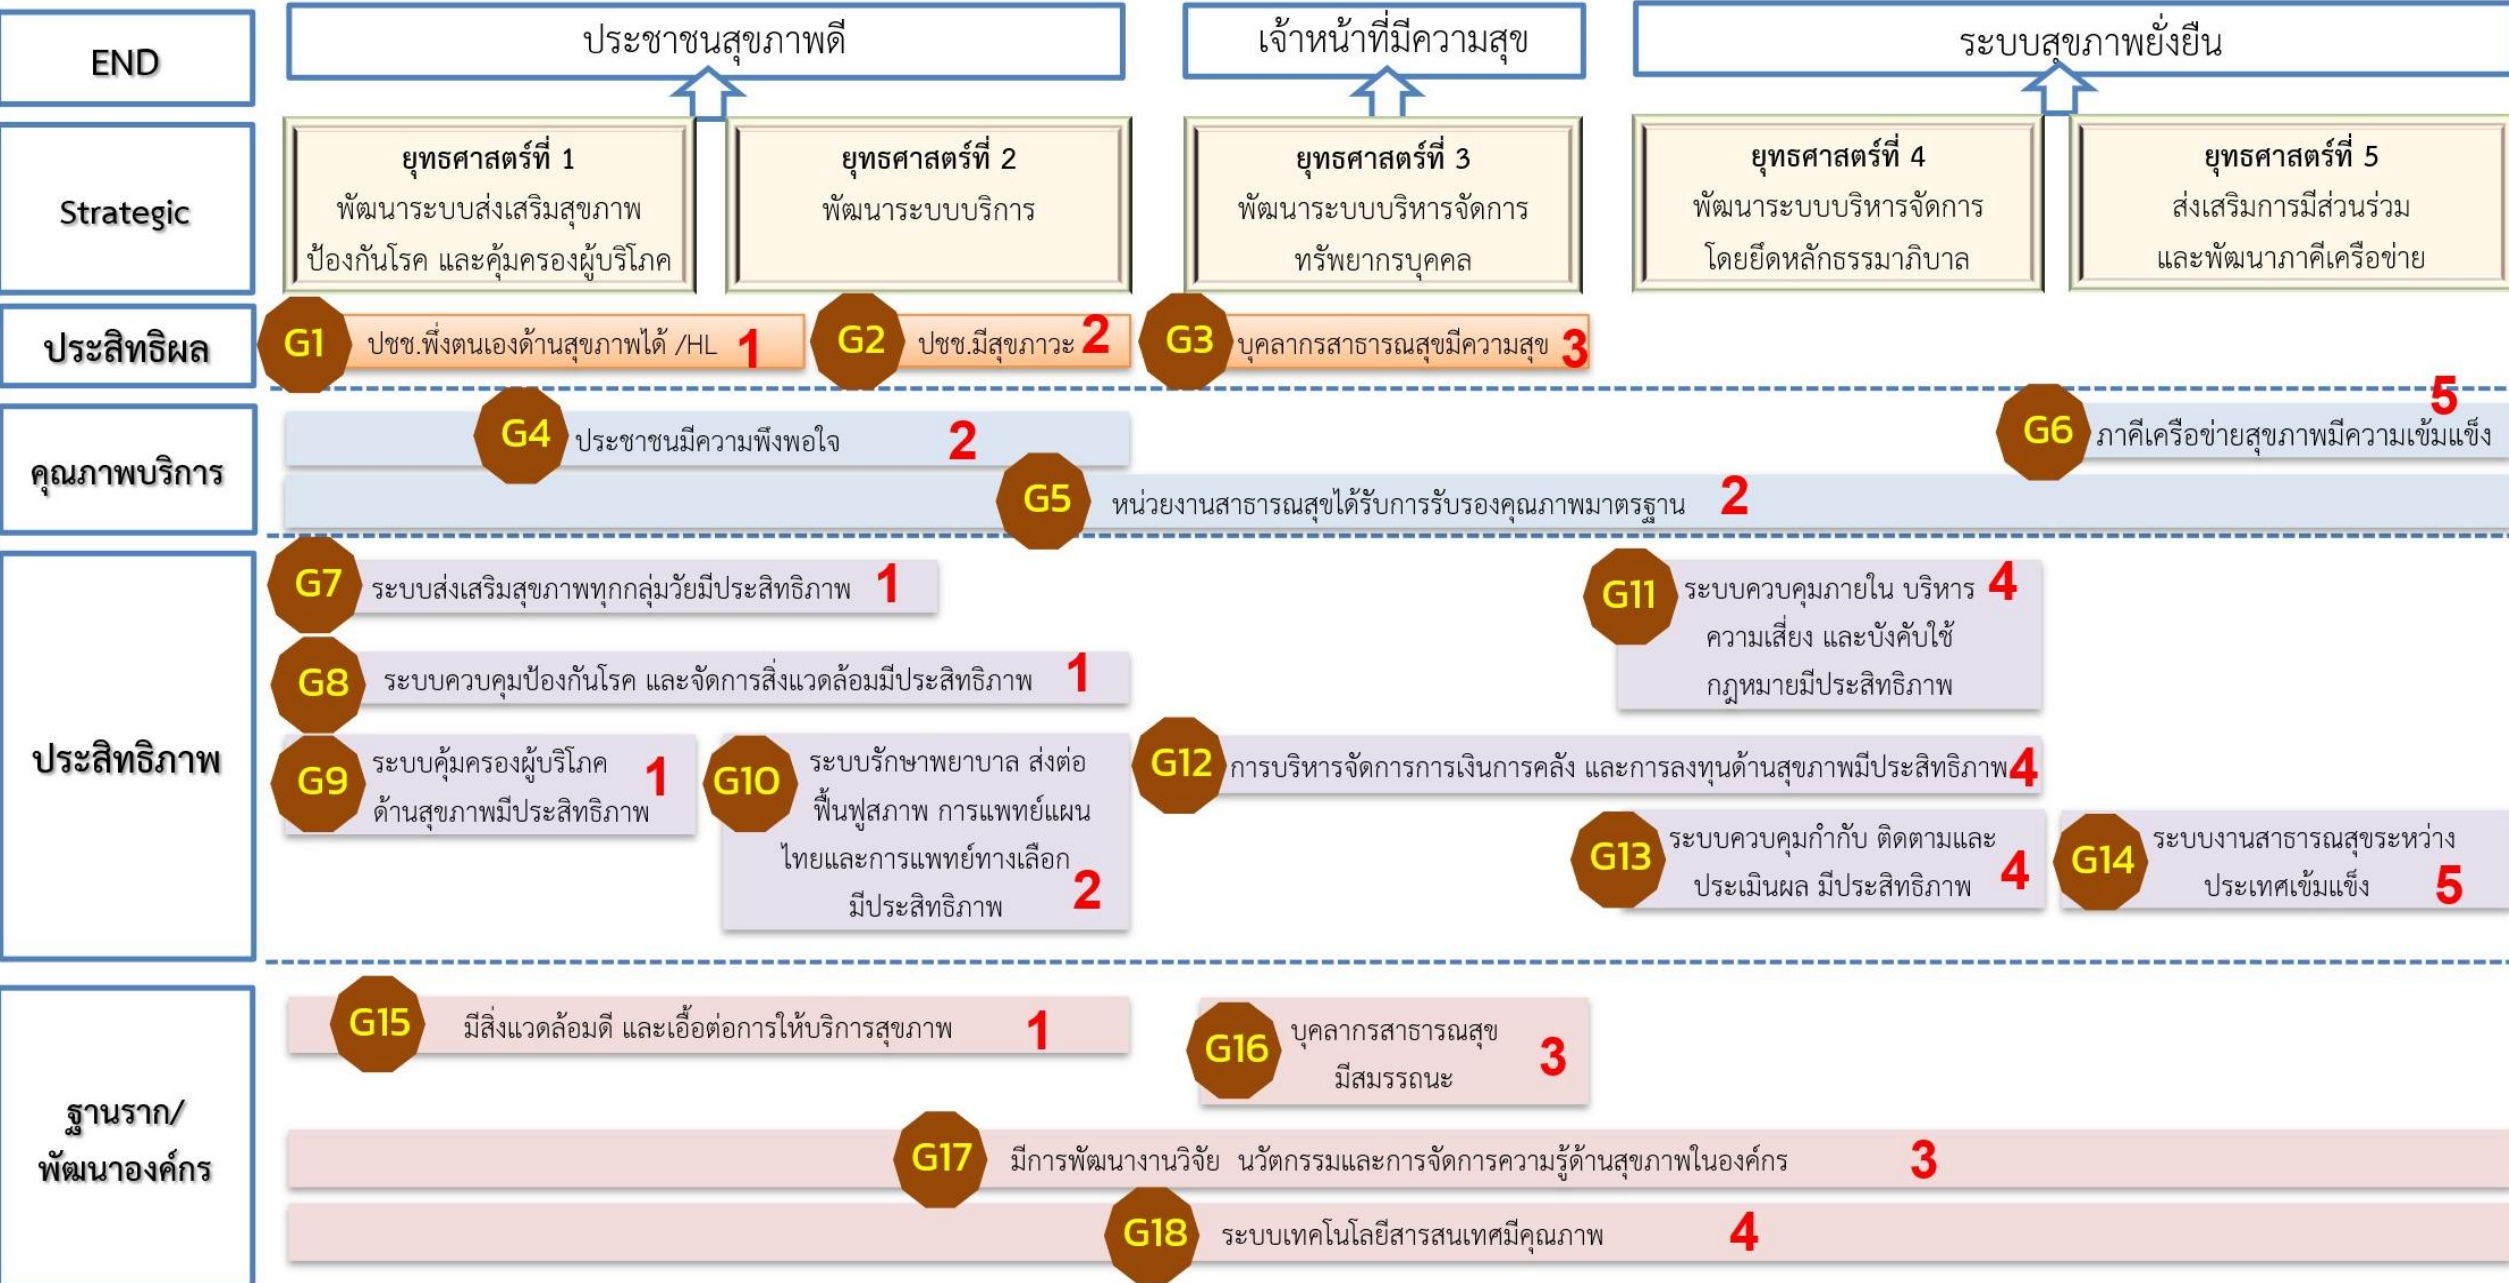 END
ประชาชนสุขภาพดี
เจ้าหน้าที่มีความสุข
ระบบสุขภาพยั่งยืน
Strategic
ยุทธศาสตร์ที่ 1
พัฒนาระบบส่งเสริมสุขภาพ
ป้องกันโรค และคุ้มครองผู้บริโภค
ยุทธศาสตร์ที่ 2
พัฒนาระบบบริการ
ยุทธศาสตร์ที่ 3
พัฒนาระบบบริหารจัดการ
ทรัพยากรบุคคล
ยุทธศาสตร์ที่ 4
พัฒนาระบบบริหารจัดการ
โดยยึดหลักธรรมาภิบาล
ยุทธศาสตร์ที่ 5
ส่งเสริมการมีส่วนร่วม
และพัฒนาภาคีเครือข่าย
ประสิทธิผล
G1 ปชช.พึ่งตนเองด้านสุขภาพได้ /HL 1
G2 ปชช.มีสุขภาวะ 2
G3 บุคลากรสาธารณสุขมีความสุข 3
คุณภาพบริการ
G4 ประชาชนมีความพึงพอใจ 2
G6 ภาคีเครือข่ายสุขภาพมีความเข้มแข็ง 5
G5 หน่วยงานสาธารณสุขได้รับการรับรองคุณภาพมาตรฐาน 2
ประสิทธิภาพ
G7 ระบบส่งเสริมสุขภาพทุกกลุ่มวัยมีประสิทธิภาพ 1
G11 ระบบควบคุมภายใน บริหาร 4
ความเสี่ยง และบังคับใช้
กฎหมายมีประสิทธิภาพ
G8 ระบบควบคุมป้องกันโรค และจัดการสิ่งแวดล้อมมีประสิทธิภาพ 1
G9 ระบบคุ้มครองผู้บริโภค 1
ด้านสุขภาพมีประสิทธิภาพ
G10 ระบบรักษาพยาบาล ส่งต่อ
ฟื้นฟูสภาพ การแพทย์แผน
ไทยและการแพทย์ทางเลือก
มีประสิทธิภาพ 2
G12 การบริหารจัดการการเงินการคลัง และการลงทุนด้านสุขภาพมีประสิทธิภาพ 4
G13 ระบบควบคุมกำกับ ติดตามและ
ประเมินผล มีประสิทธิภาพ 4
G14 ระบบงานสาธารณสุขระหว่าง
ประเทศเข้มแข็ง 5
ฐานราก/
พัฒนาองค์กร
G15 มีสิ่งแวดล้อมดี และเอื้อต่อการให้บริการสุขภาพ 1
G16 บุคลากรสาธารณสุข
มีสมรรถนะ 3
G17 มีการพัฒนางานวิจัย นวัตกรรมและการจัดการความรู้ด้านสุขภาพในองค์กร 3
G18 ระบบเทคโนโลยีสารสนเทศมีคุณภาพ 4